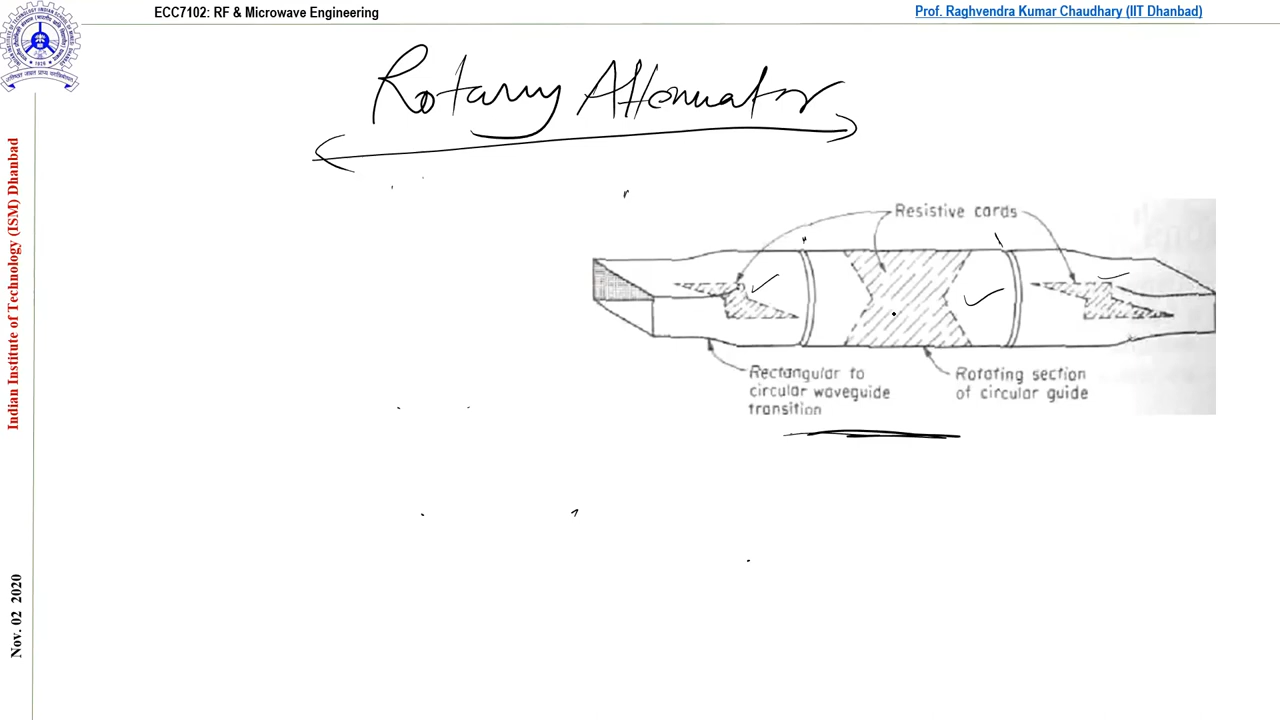 ECC7102: RF & Microwave Engineering
Prof. Raghvendra Kumar Chaudhary (IIT Dhanbad)
Indian Institute of Technology (ISM) Dhanbad
Nov. 02 2020
Rotary Attenuator
Resistive cards
Rectangular to
circular waveguide
transition
Rotating section
of circular guide